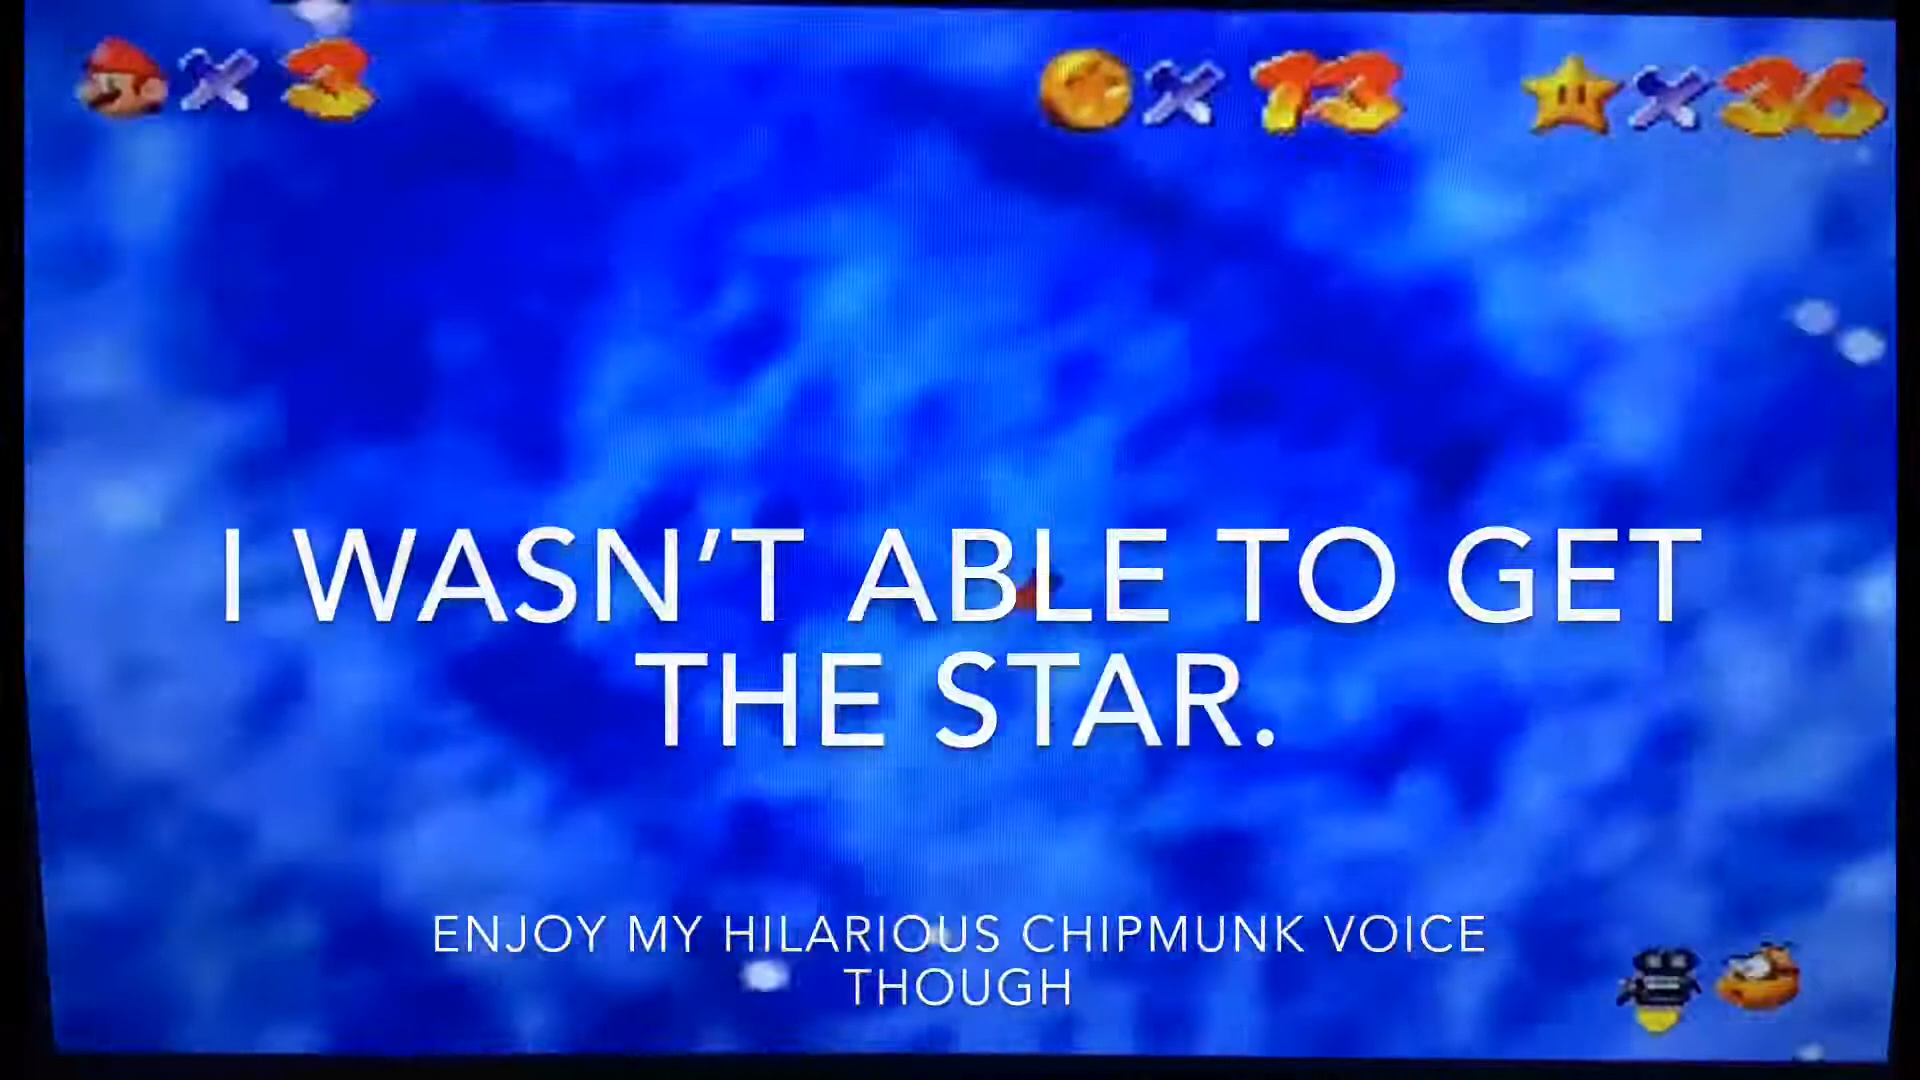 × 3 × 13 × 36
I WASN’T ABLE TO GET
THE STAR.
ENJOY MY HILARIOUS CHIPMUNK VOICE
THOUGH